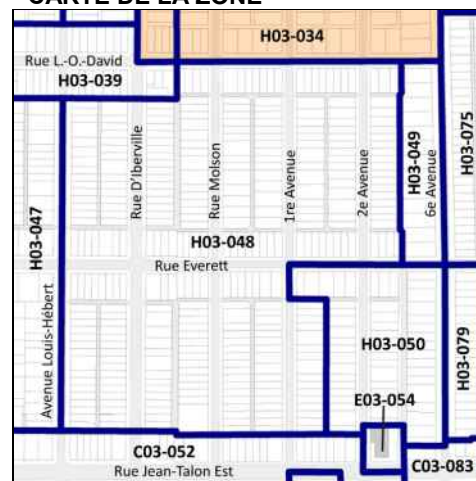 CARTE DE LA ZONE
H03-034
Rue L.-O.-David
H03-039
H03-075
H03-049
6e Avenue
Rue D'Iberville
Rue Molson
1re Avenue
2e Avenue
H03-047
H03-048
Rue Everett
Avenue Louis-Hébert
H03-050
H03-079
E03-054
C03-052
C03-083
Rue Jean-Talon Est